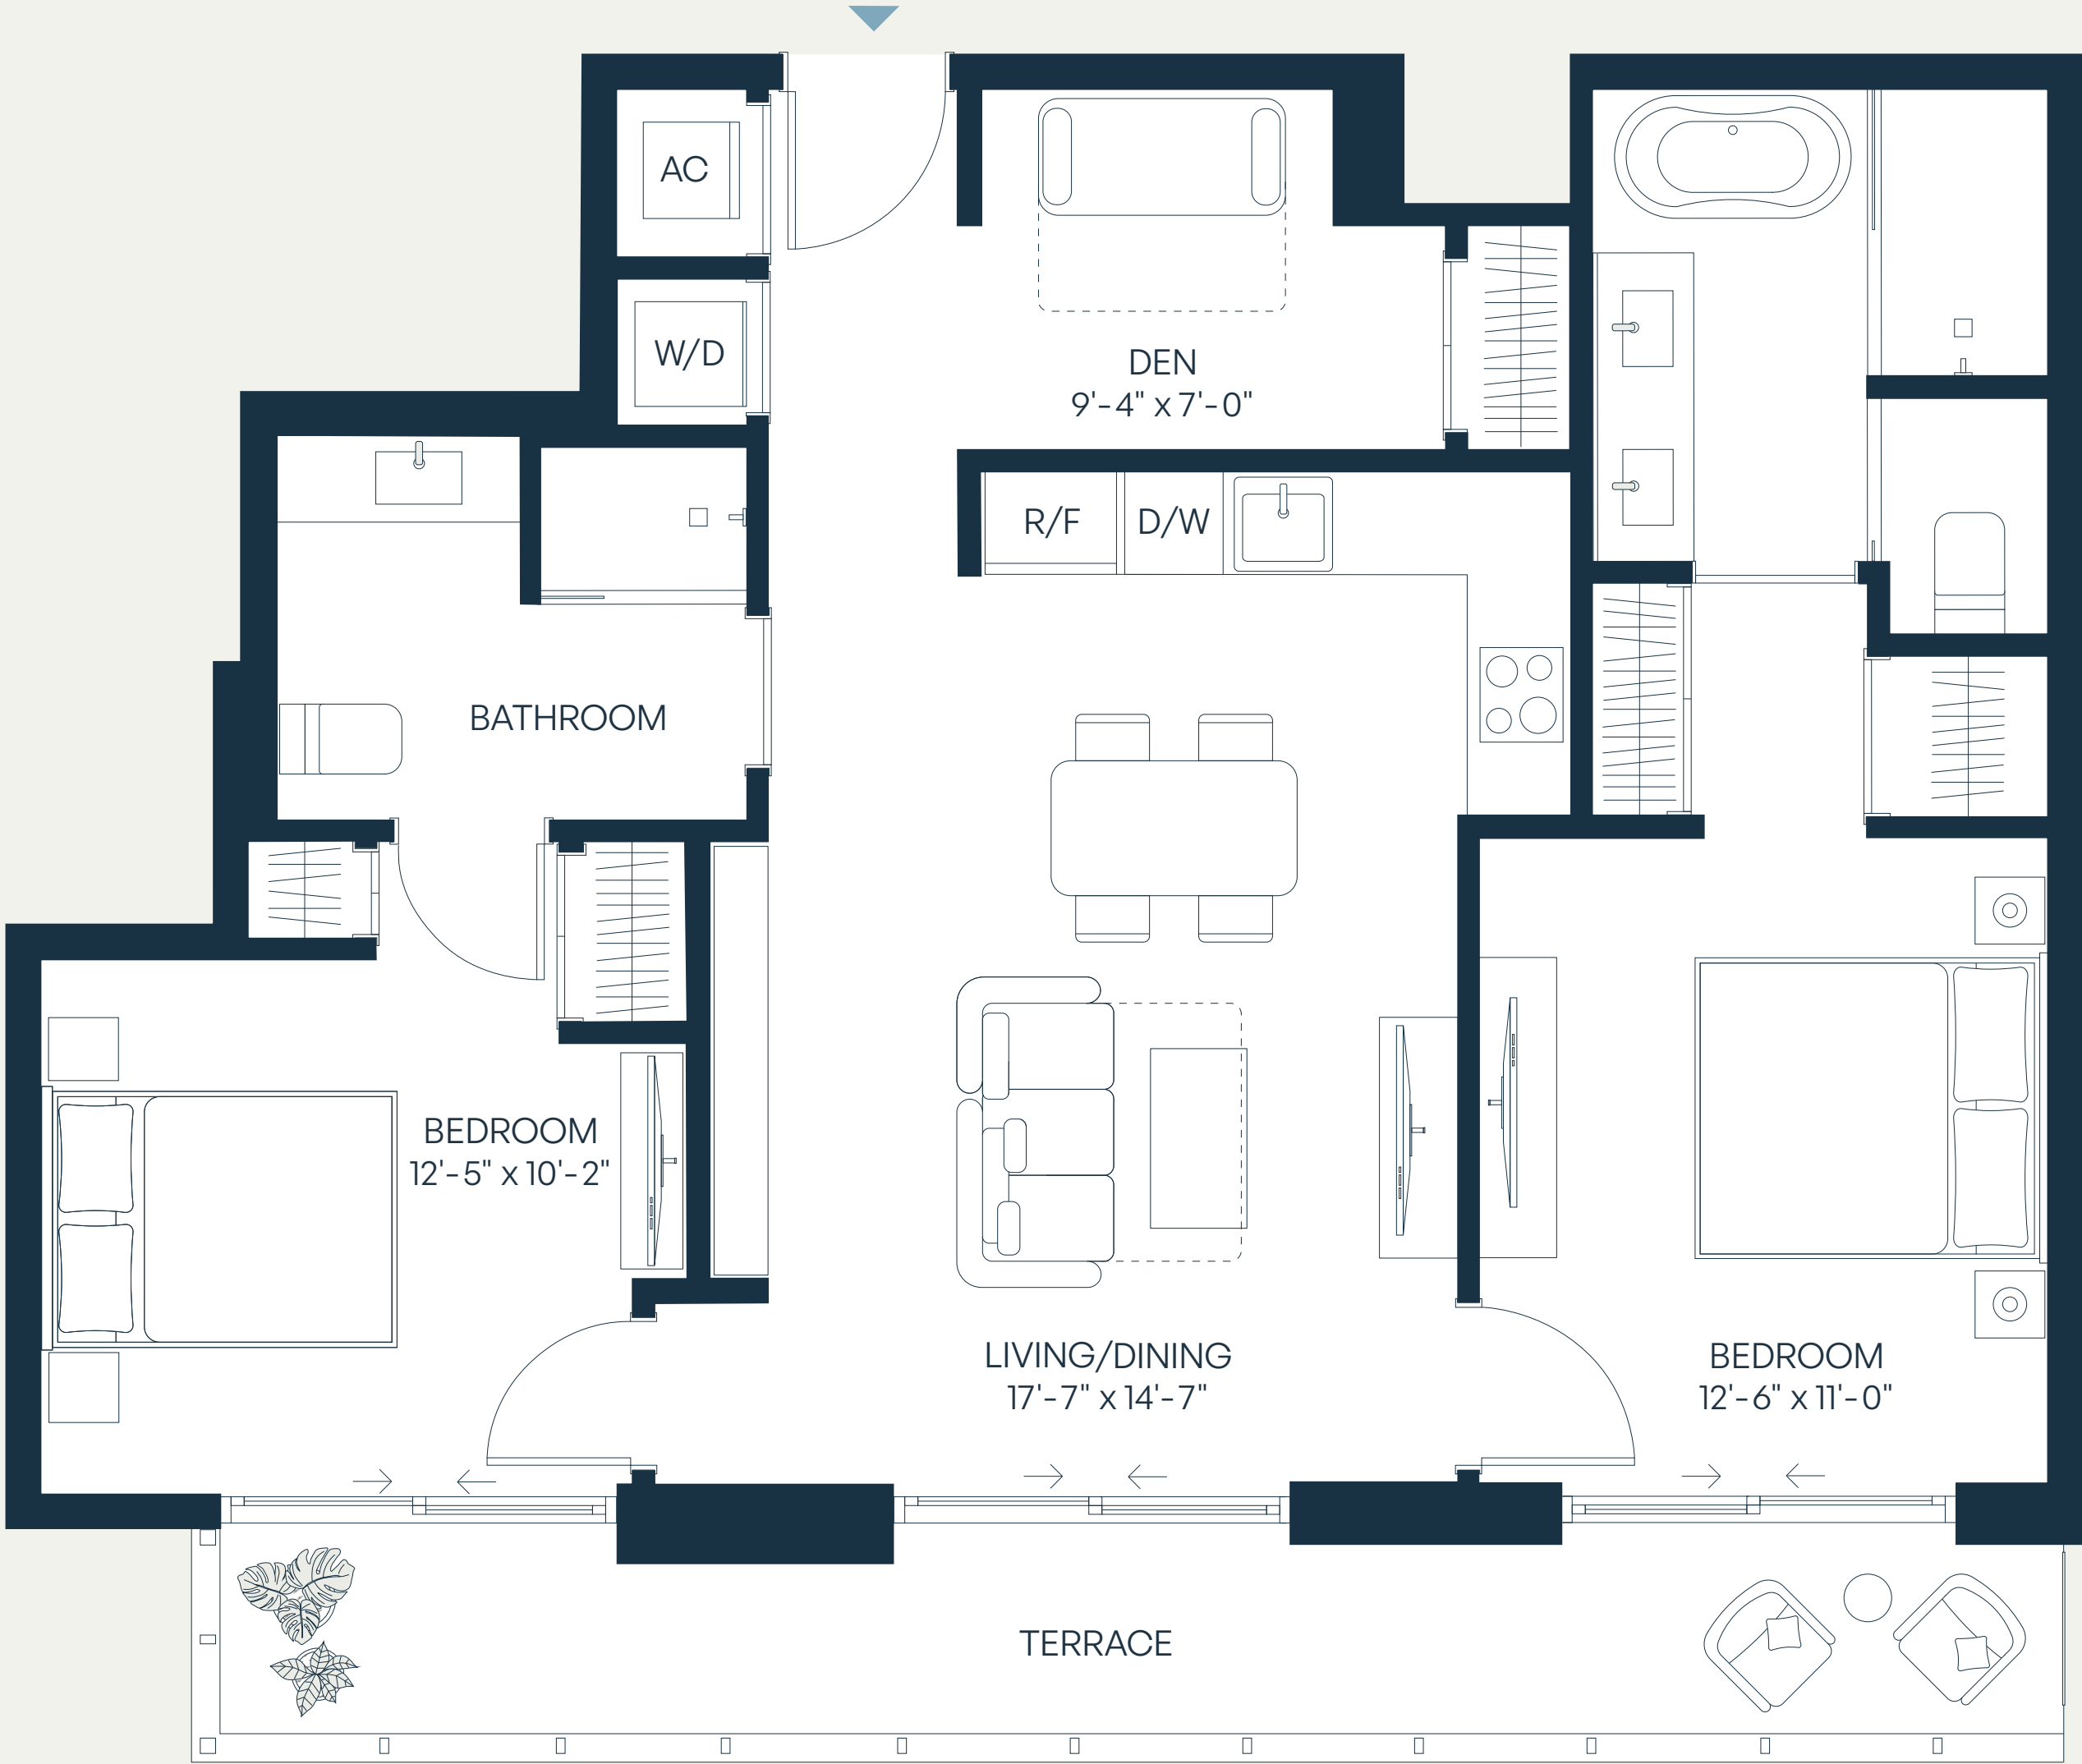 AC
W/D
DEN
9'-4" x 7'-0"
R/F
D/W
BATHROOM
BEDROOM
12'-5" x 10'-2"
LIVING/DINING
17'-7" x 14'-7"
BEDROOM
12'-6" x 11'-0"
TERRACE